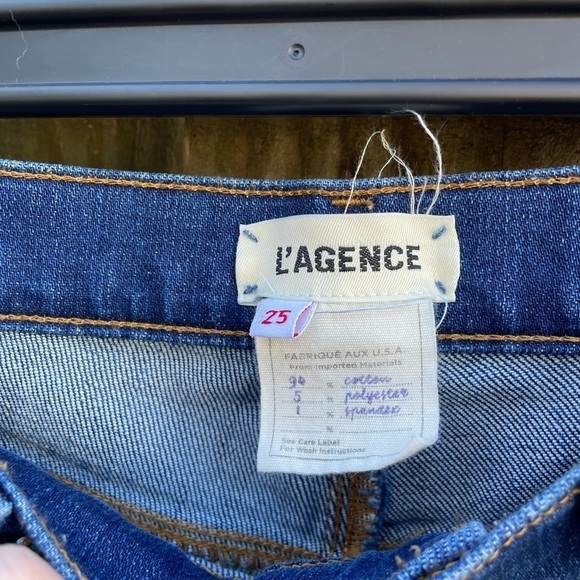 L'AGENCE
25
FABRIQUÉ AUX U.S.A
From Imported Materials
94 % cotton
5 % polyester
1 % spandex
%
See Care Label
For Wash Instructions